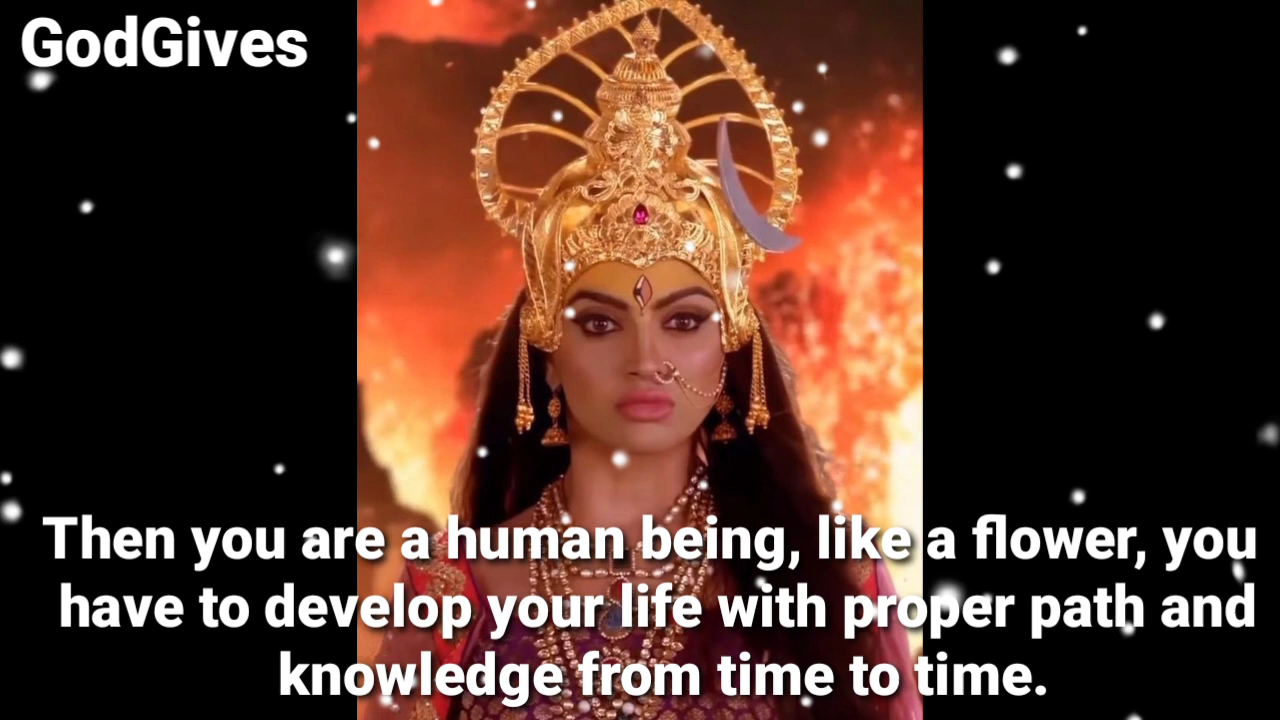 GodGives
Then you are a human being, like a flower, you
have to develop your life with proper path and
knowledge from time to time.